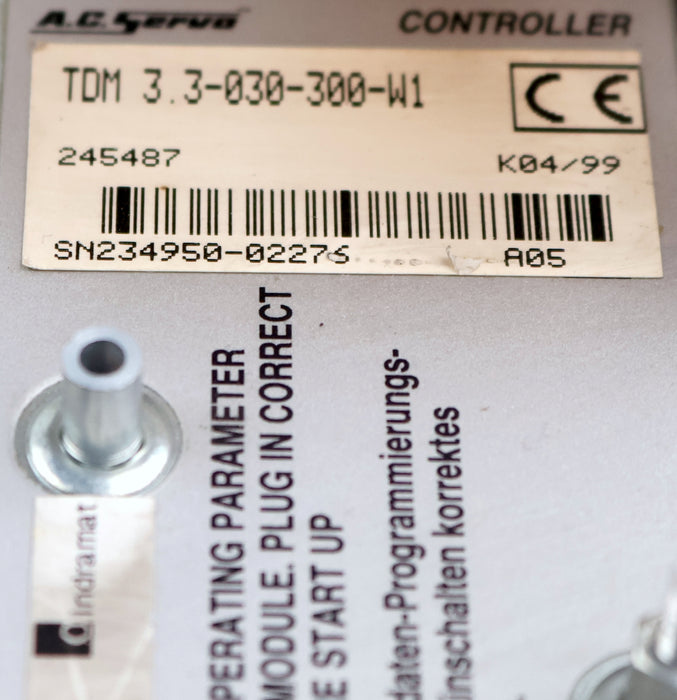 A.C. Servo CONTROLLER
TDM 3.3-030-300-W1 CE
245487 K04/99
SN234950-02276 A05
PERATING PARAMETER
MODULE. PLUG IN CORRECT
E START UP
daten-Programmierungs-
inschalten korrektes
Indramat